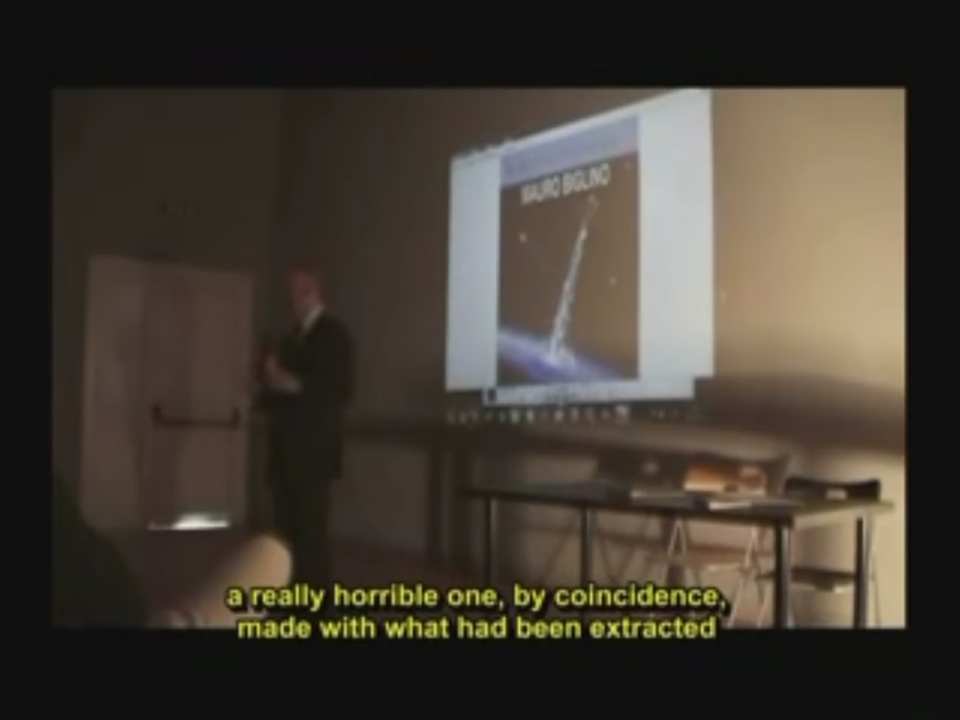 MAURO BIGLINO
a really horrible one, by coincidence,
made with what had been extracted